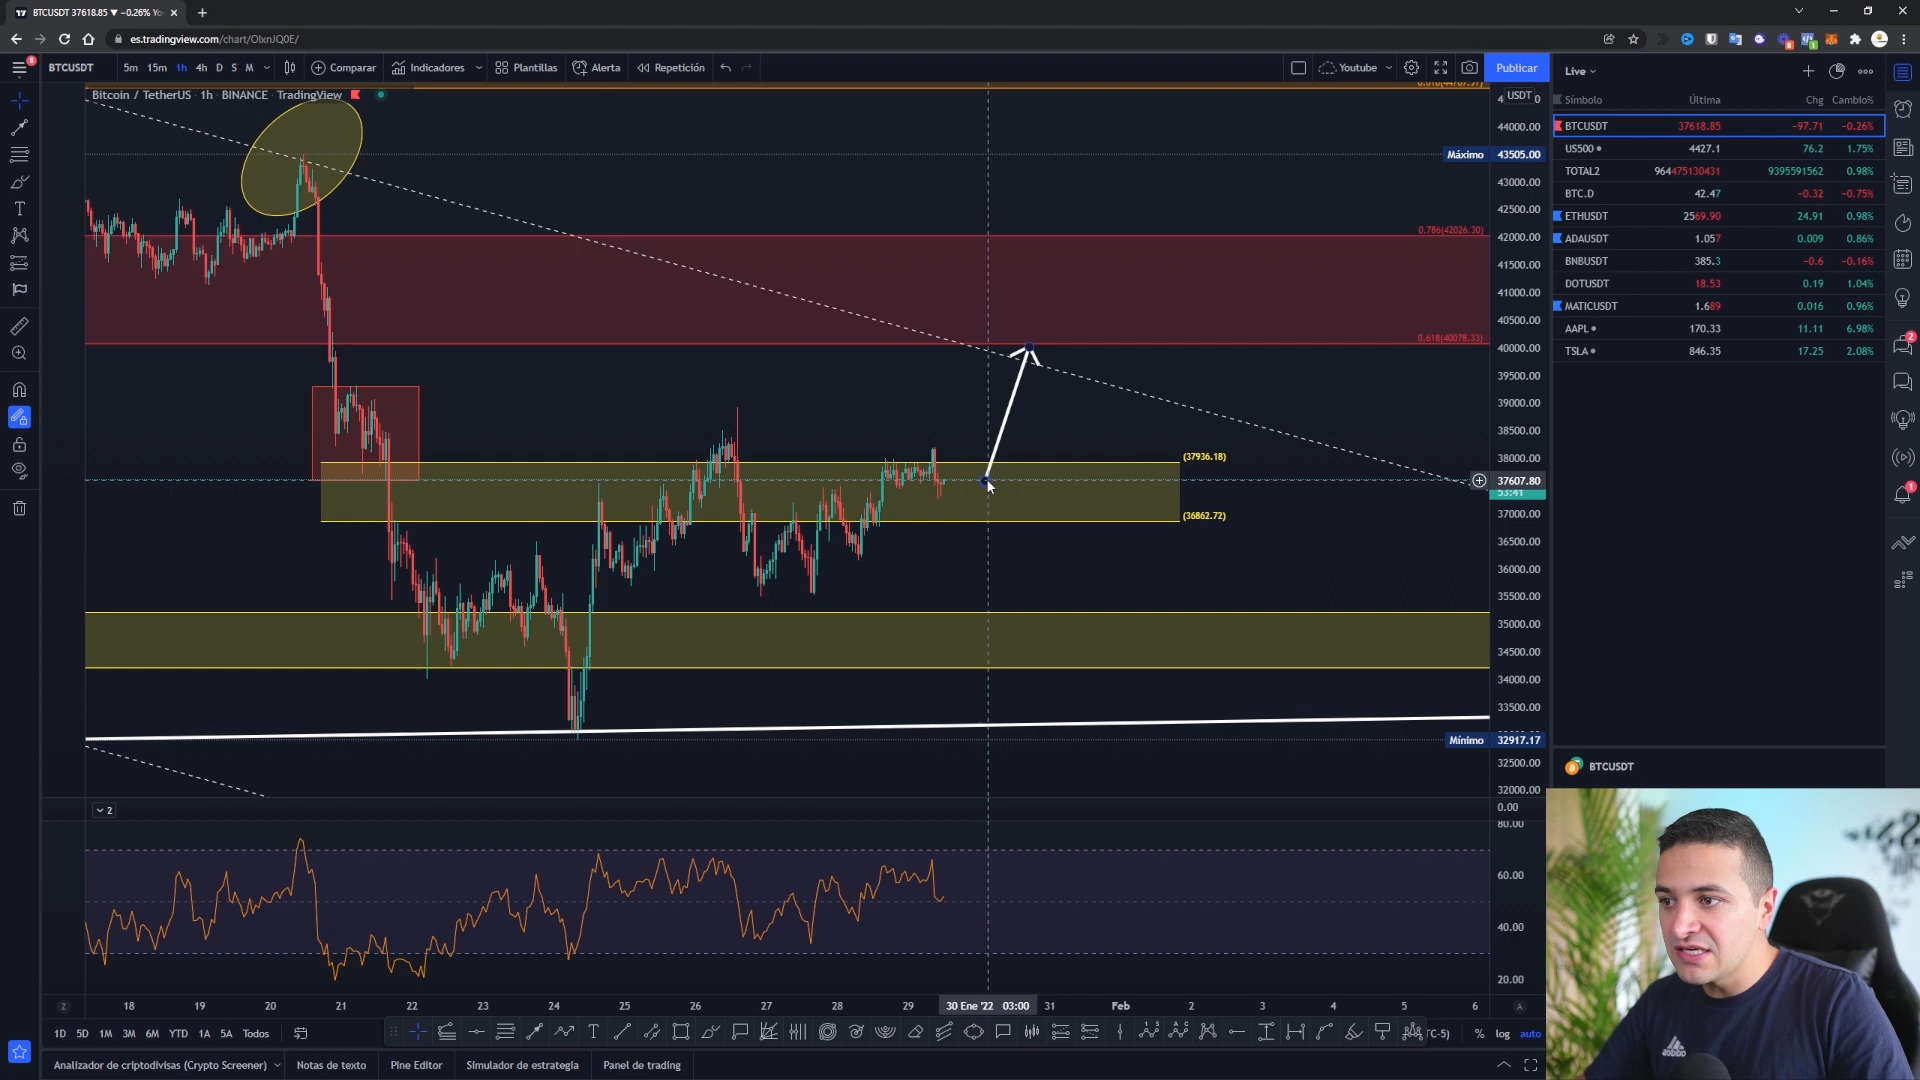 BTCUSDT 37618.85 ▼ −0.26% Yo
es.tradingview.com/chart/OlxnJQ0E/
8
BTCUSDT 5m 15m 1h 4h D S M Comparar Indicadores Plantillas Alerta Repetición Youtube Publicar
Bitcoin / TetherUS · 1h · BINANCE · TradingView
USDT
44000.00
Máximo 43505.00
43000.00
42500.00
0.786(42026.30)
42000.00
41500.00
41000.00
40500.00
0.618(40078.33)
40000.00
39500.00
39000.00
38500.00
38000.00
(37936.18)
37607.80
53:41
37000.00
(36862.72)
36500.00
36000.00
35500.00
35000.00
34500.00
34000.00
33500.00
Mínimo 32917.17
32500.00
32000.00
2
0.00
80.00
60.00
40.00
20.00
18 19 20 21 22 23 24 25 26 27 28 29 30 Ene '22 03:00 31 Feb 2 3 4 5 6
1D 5D 1M 3M 6M YTD 1A 5A Todos
TC-5) % log auto
Analizador de criptodivisas (Crypto Screener) Notas de texto Pine Editor Simulador de estrategia Panel de trading
Live
Símbolo Última Chg Cambio%
BTCUSDT 37618.85 −97.71 −0.26%
US500 4427.1 76.2 1.75%
TOTAL2 964475130431 9395591562 0.98%
BTC.D 42.47 −0.32 −0.75%
ETHUSDT 2569.90 24.91 0.98%
ADAUSDT 1.057 0.009 0.86%
BNBUSDT 385.3 −0.6 −0.16%
DOTUSDT 18.53 0.19 1.04%
MATICUSDT 1.689 0.016 0.96%
AAPL 170.33 11.11 6.98%
TSLA 846.35 17.25 2.08%
2
1
BTCUSDT
adidas